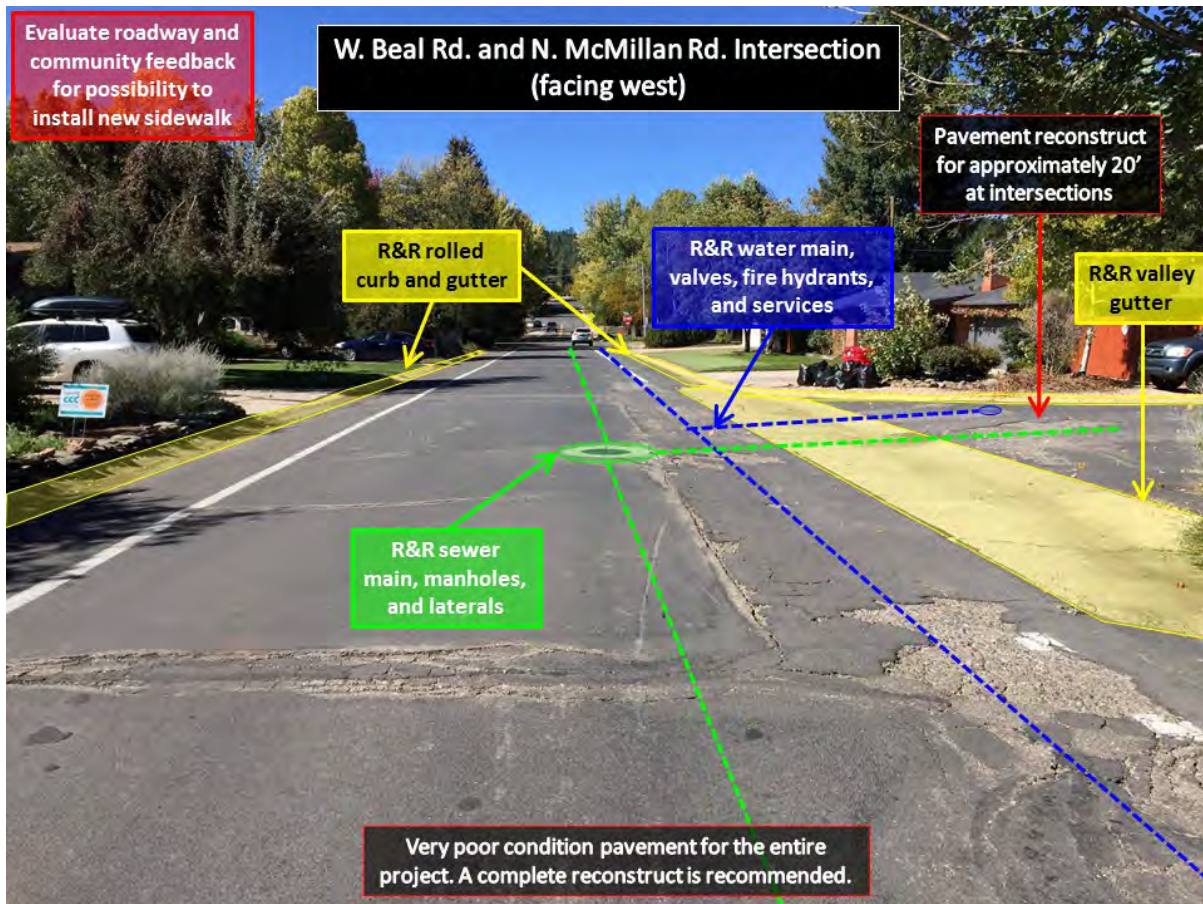 Evaluate roadway and
community feedback
for possibility to
install new sidewalk
W. Beal Rd. and N. McMillan Rd. Intersection
(facing west)
Pavement reconstruct
for approximately 20'
at intersections
R&R rolled
curb and gutter
R&R water main,
valves, fire hydrants,
and services
R&R valley
gutter
CCC
R&R sewer
main, manholes,
and laterals
Very poor condition pavement for the entire
project. A complete reconstruct is recommended.